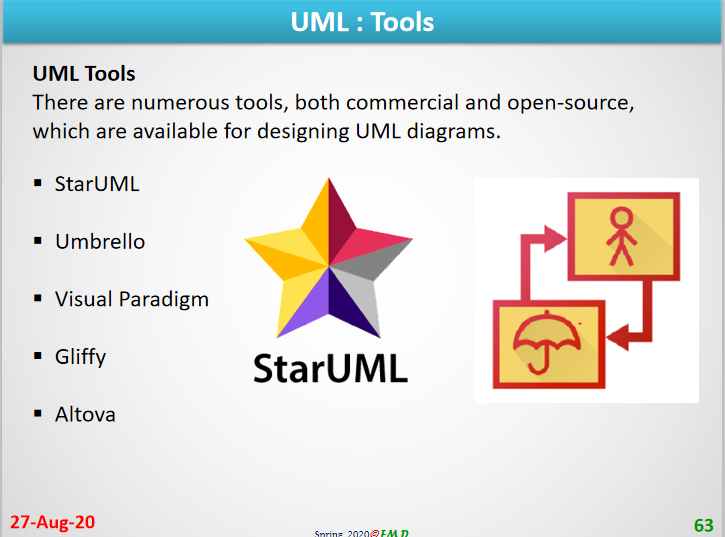 UML : Tools
UML Tools
There are numerous tools, both commercial and open-source,
which are available for designing UML diagrams.
▪ StarUML
▪ Umbrello
▪ Visual Paradigm
▪ Gliffy
▪ Altova
StarUML
27-Aug-20
Spring 2020@FMD
63